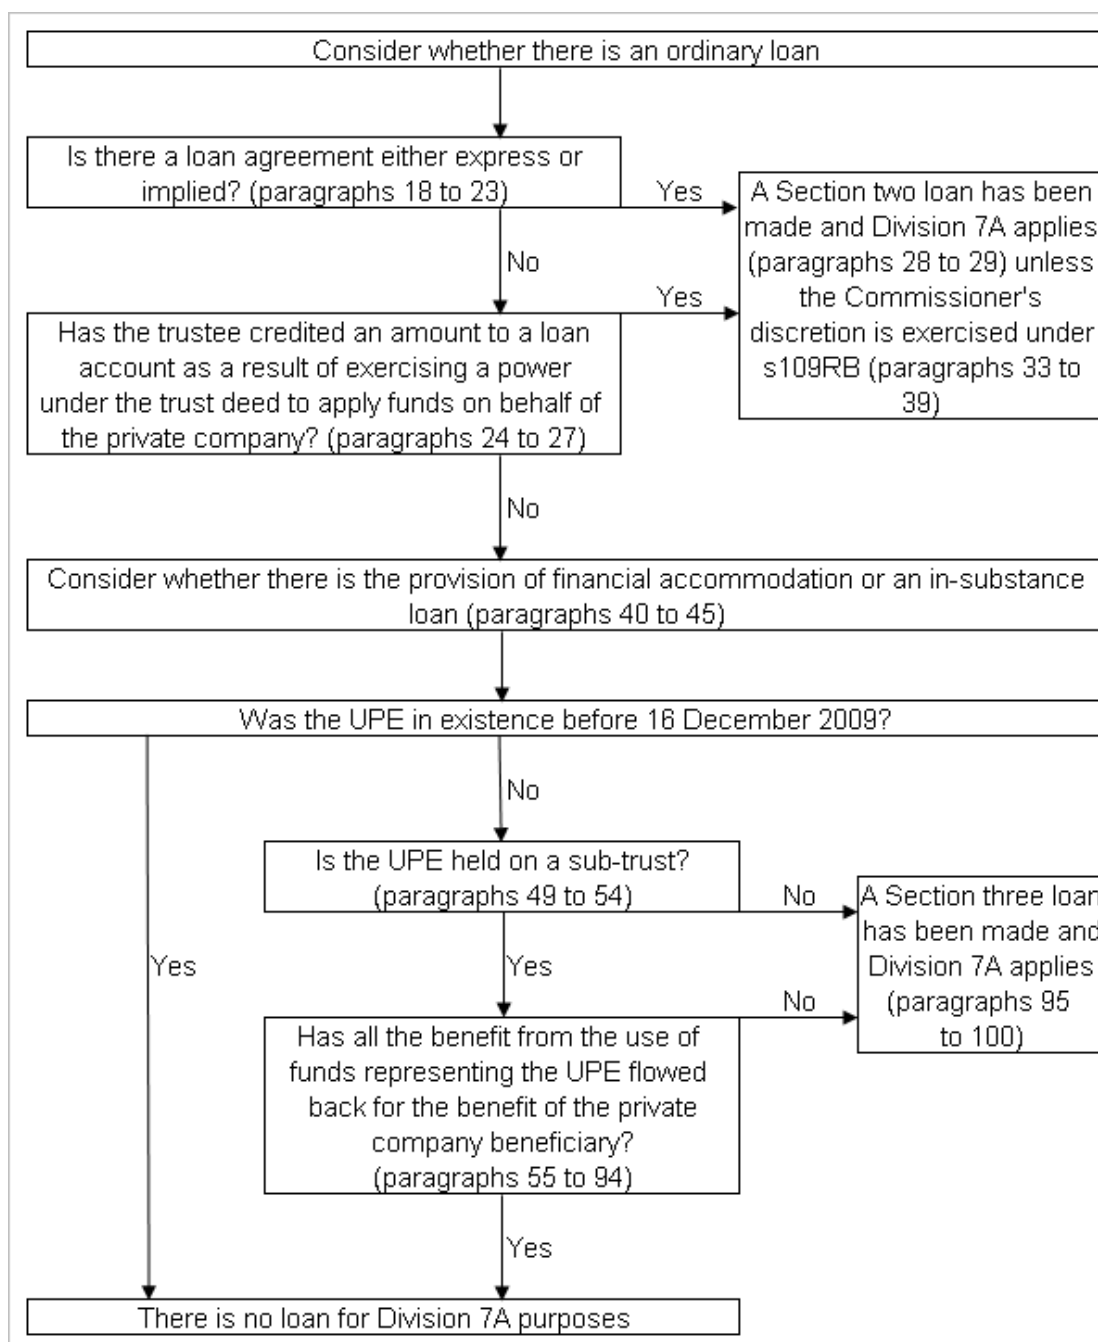 Consider whether there is an ordinary loan
Is there a loan agreement either express or
implied? (paragraphs 18 to 23)
Yes
A Section two loan has been
made and Division 7A applies
(paragraphs 28 to 29) unless
the Commissioner's
discretion is exercised under
s109RB (paragraphs 33 to
39)
No
Yes
Has the trustee credited an amount to a loan
account as a result of exercising a power
under the trust deed to apply funds on behalf of
the private company? (paragraphs 24 to 27)
No
Consider whether there is the provision of financial accommodation or an in-substance
loan (paragraphs 40 to 45)
Was the UPE in existence before 16 December 2009?
No
Is the UPE held on a sub-trust?
(paragraphs 49 to 54)
No
A Section three loan
has been made and
Division 7A applies
(paragraphs 95
to 100)
Yes
Yes
No
Has all the benefit from the use of
funds representing the UPE flowed
back for the benefit of the private
company beneficiary?
(paragraphs 55 to 94)
Yes
There is no loan for Division 7A purposes